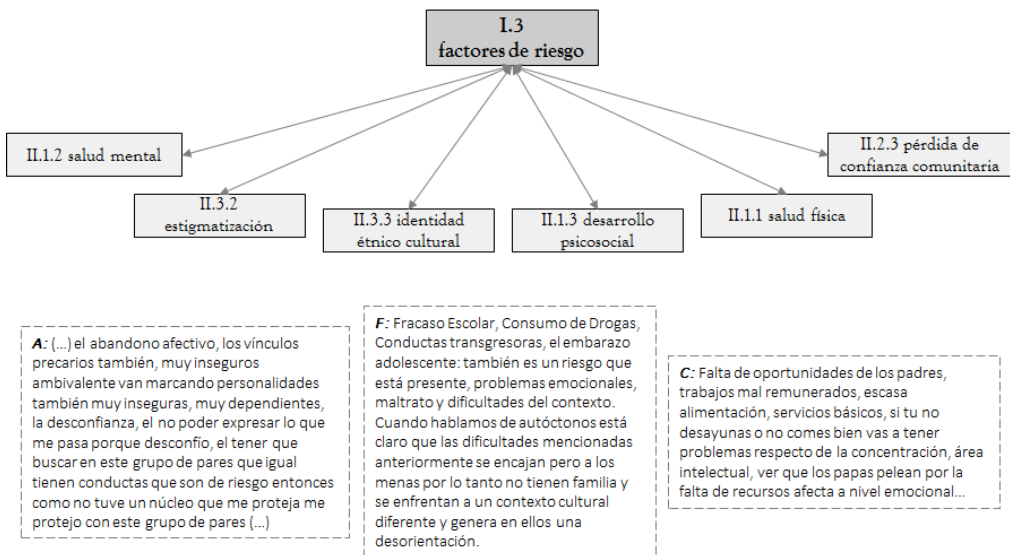 I.3
factores de riesgo
II.1.2 salud mental
II.2.3 pérdida de
confianza comunitaria
II.3.2
estigmatización
II.3.3 identidad
étnico cultural
II.1.3 desarrollo
psicosocial
II.1.1 salud física
A: (...) el abandono afectivo, los vínculos
precarios también, muy inseguros
ambivalente van marcando personalidades
también muy inseguras, muy dependientes,
la desconfianza, el no poder expresar lo que
me pasa porque desconfío, el tener que
buscar en este grupo de pares que igual
tienen conductas que son de riesgo entonces
como no tuve un núcleo que me proteja me
protejo con este grupo de pares (...)
F: Fracaso Escolar, Consumo de Drogas,
Conductas transgresoras, el embarazo
adolescente: también es un riesgo que
está presente, problemas emocionales,
maltrato y dificultades del contexto.
Cuando hablamos de autóctonos está
claro que las dificultades mencionadas
anteriormente se encajan pero a los
menas por lo tanto no tienen familia y
se enfrentan a un contexto cultural
diferente y genera en ellos una
desorientación.
C: Falta de oportunidades de los padres,
trabajos mal remunerados, escasa
alimentación, servicios básicos, si tu no
desayunas o no comes bien vas a tener
problemas respecto de la concentración, área
intelectual, ver que los papas pelean por la
falta de recursos afecta a nivel emocional...